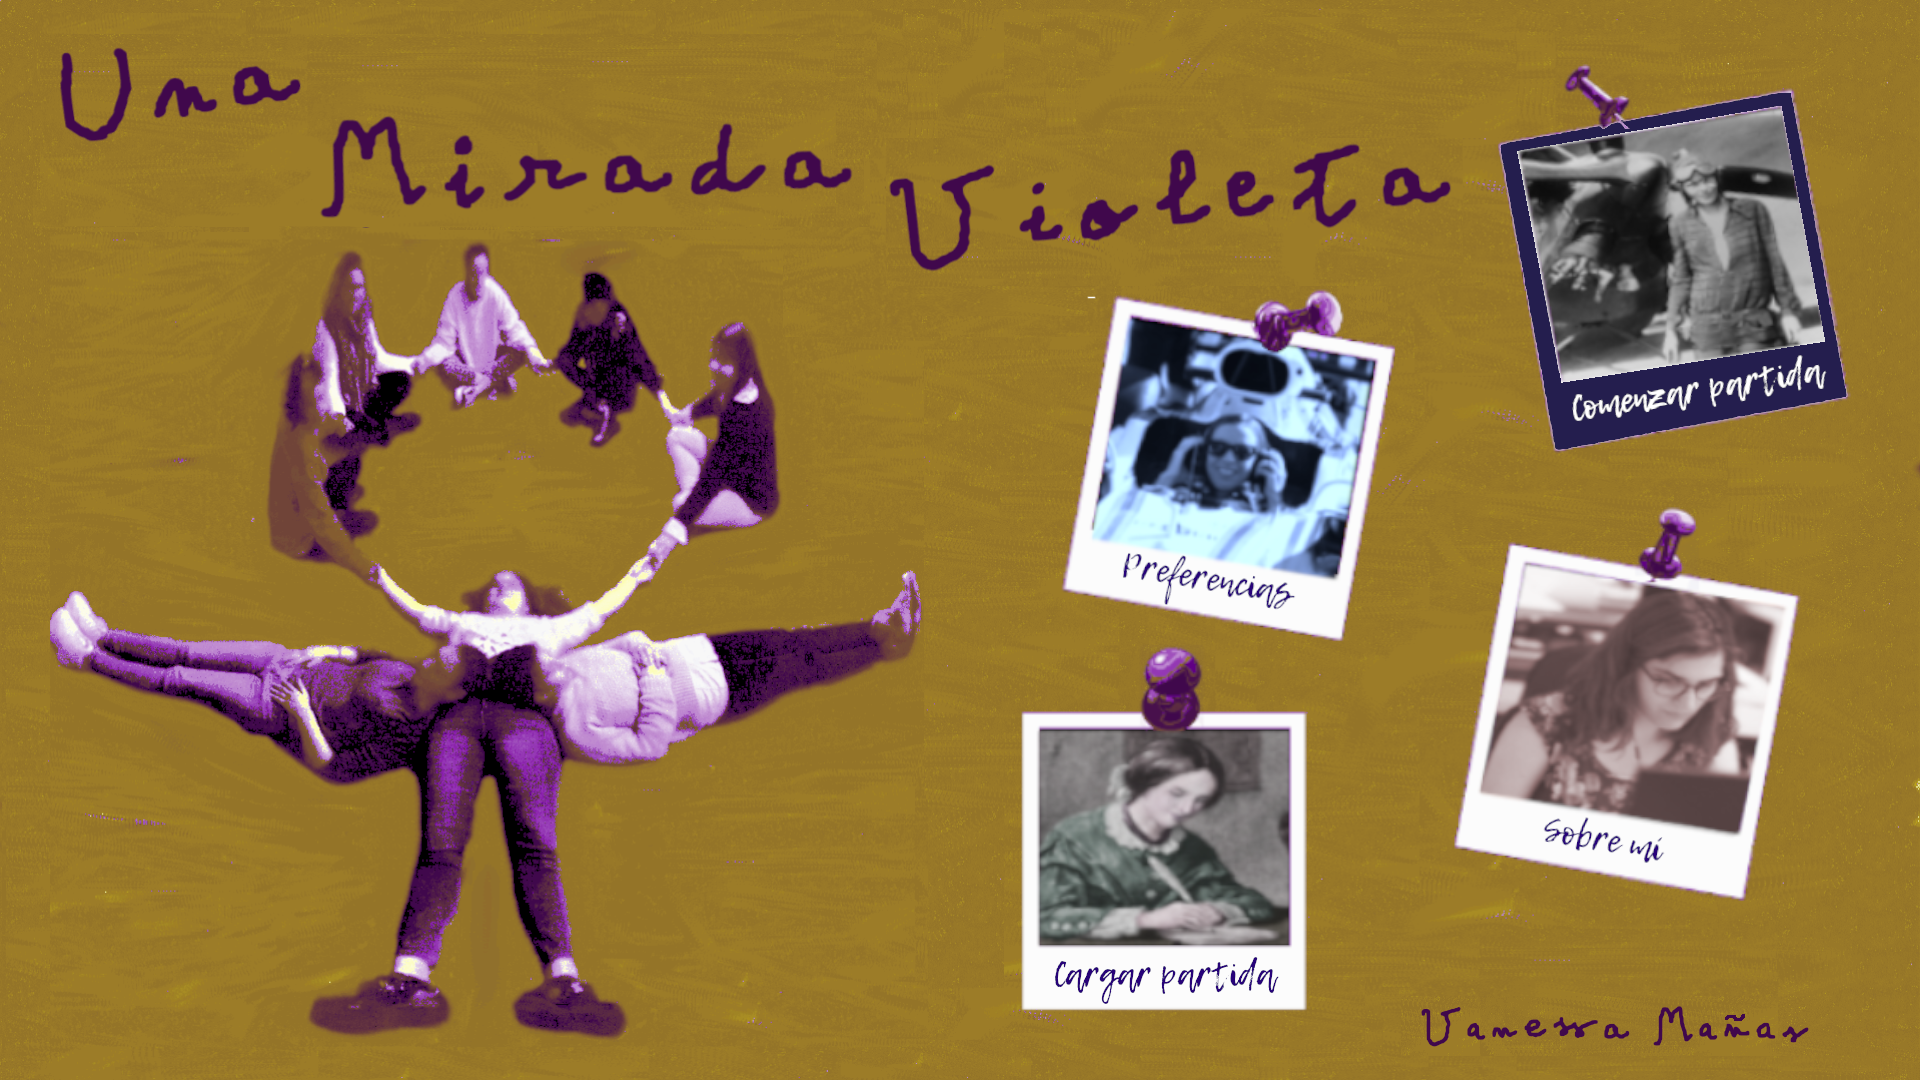 Una
Mirada
Violeta
Comenzar partida
Preferencias
Sobre mí
Cargar partida
Vanessa Mañas